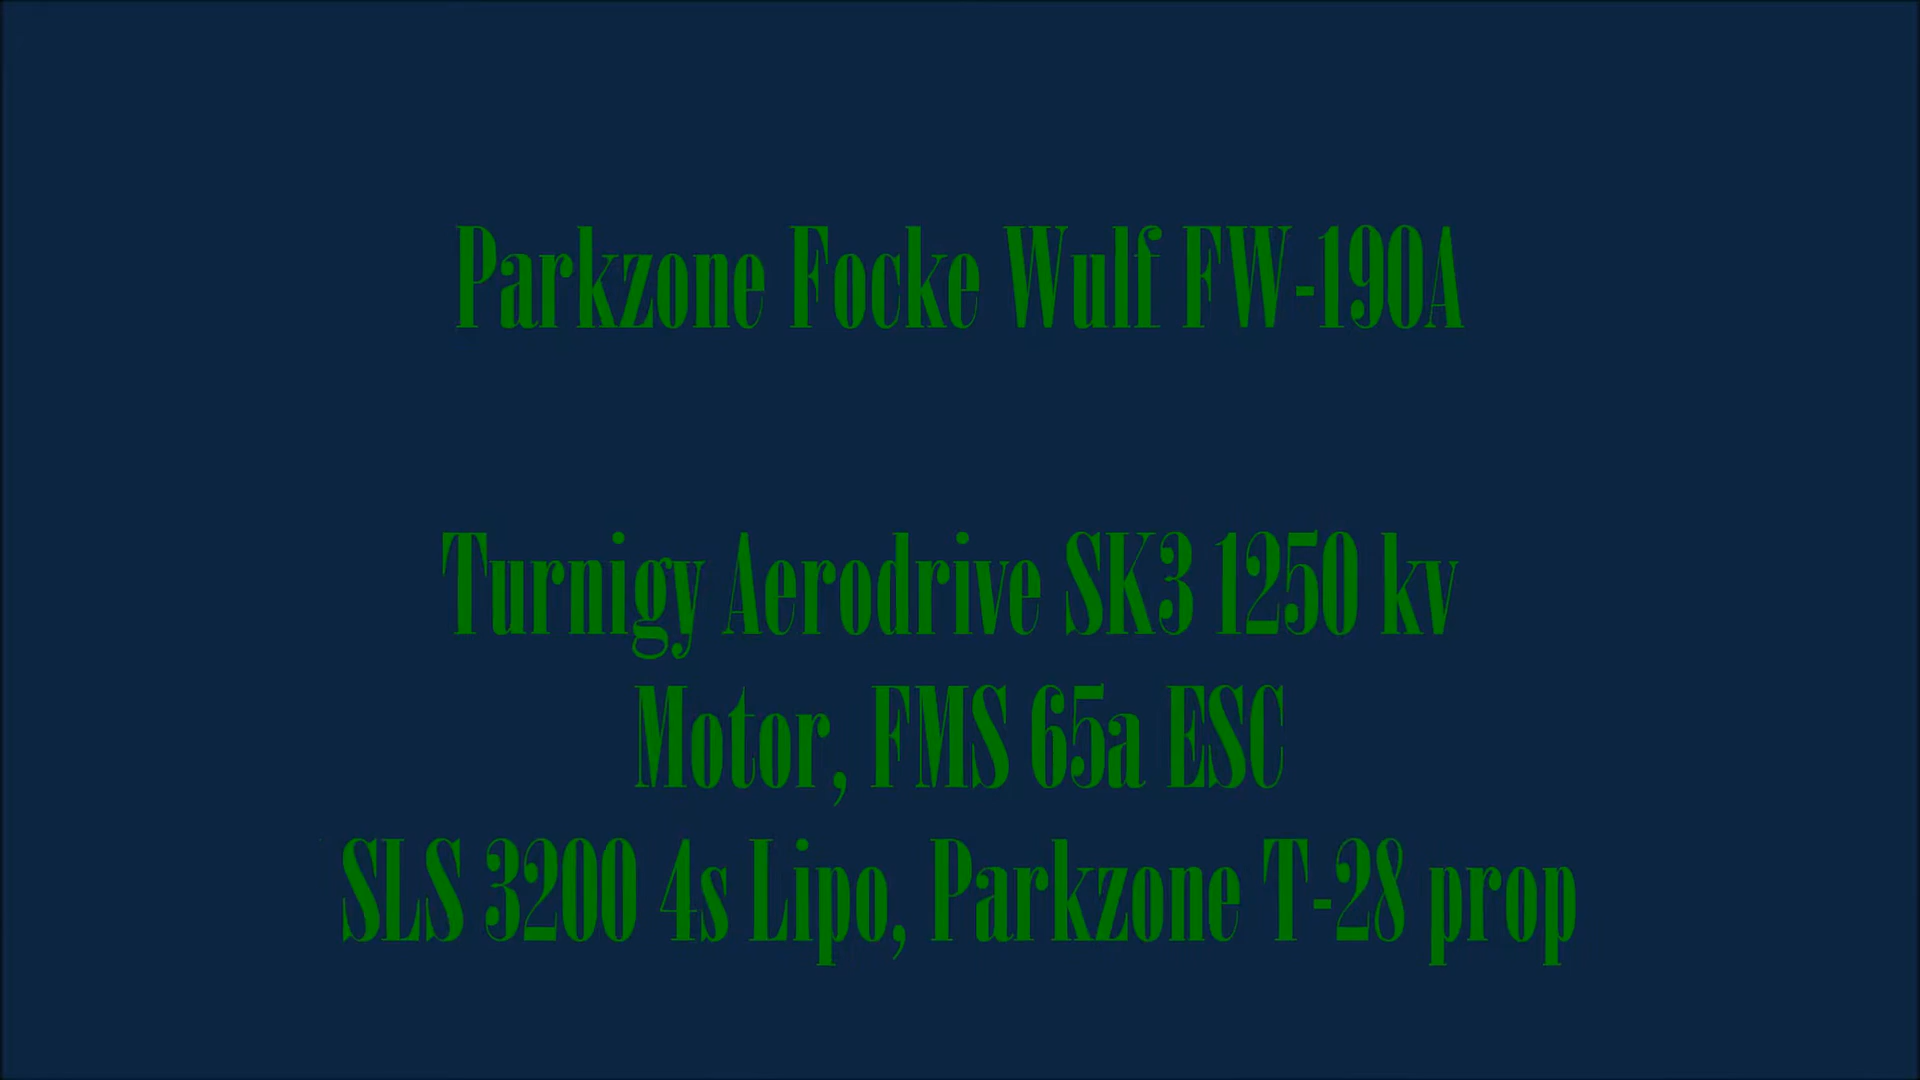 Parkzone Focke Wulf FW-190A
Turnigy Aerodrive SK3 1250 kv
Motor, FMS 65a ESC
SLS 3200 4s Lipo, Parkzone T-28 prop